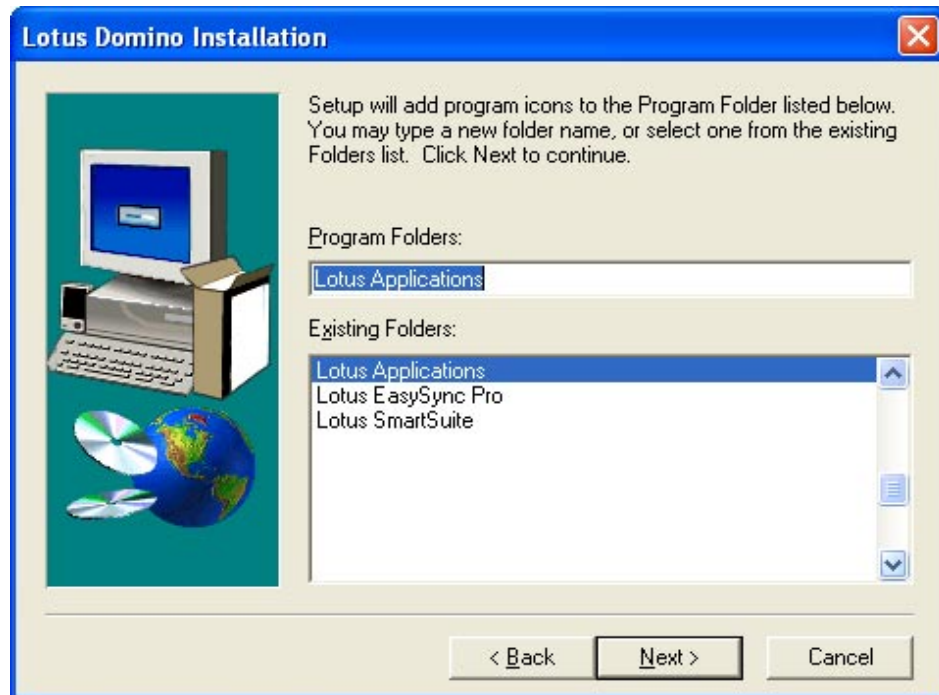 Lotus Domino Installation
Setup will add program icons to the Program Folder listed below.
You may type a new folder name, or select one from the existing
Folders list.  Click Next to continue.
Program Folders:
Lotus Applications
Existing Folders:
Lotus Applications
Lotus EasySync Pro
Lotus SmartSuite
< Back
Next >
Cancel